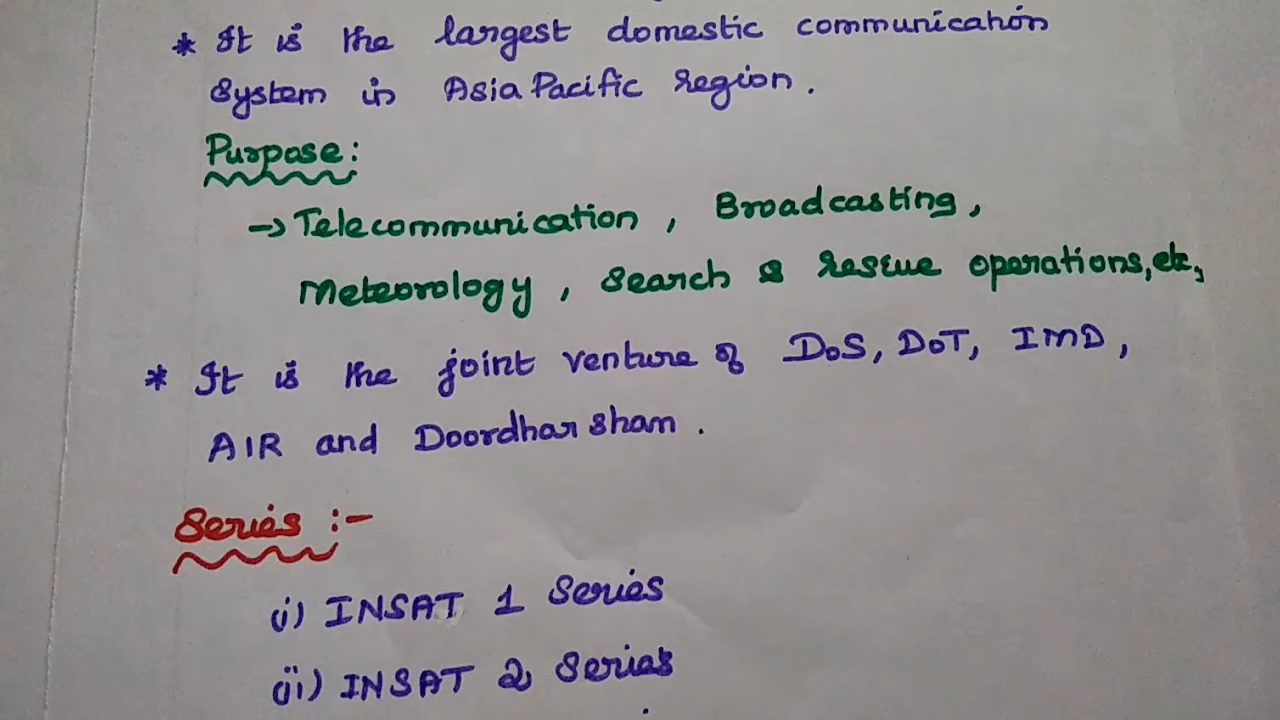 * It is the largest domestic communication
System in Asia Pacific region.
Purpose:
→ Telecommunication, Broadcasting,
Meteorology, Search & rescue operations, etc,
* It is the joint venture of DoS, DoT, IMD,
AIR and Doordharsham.
Series :-
(i) INSAT 1 Series
(ii) INSAT 2 Series